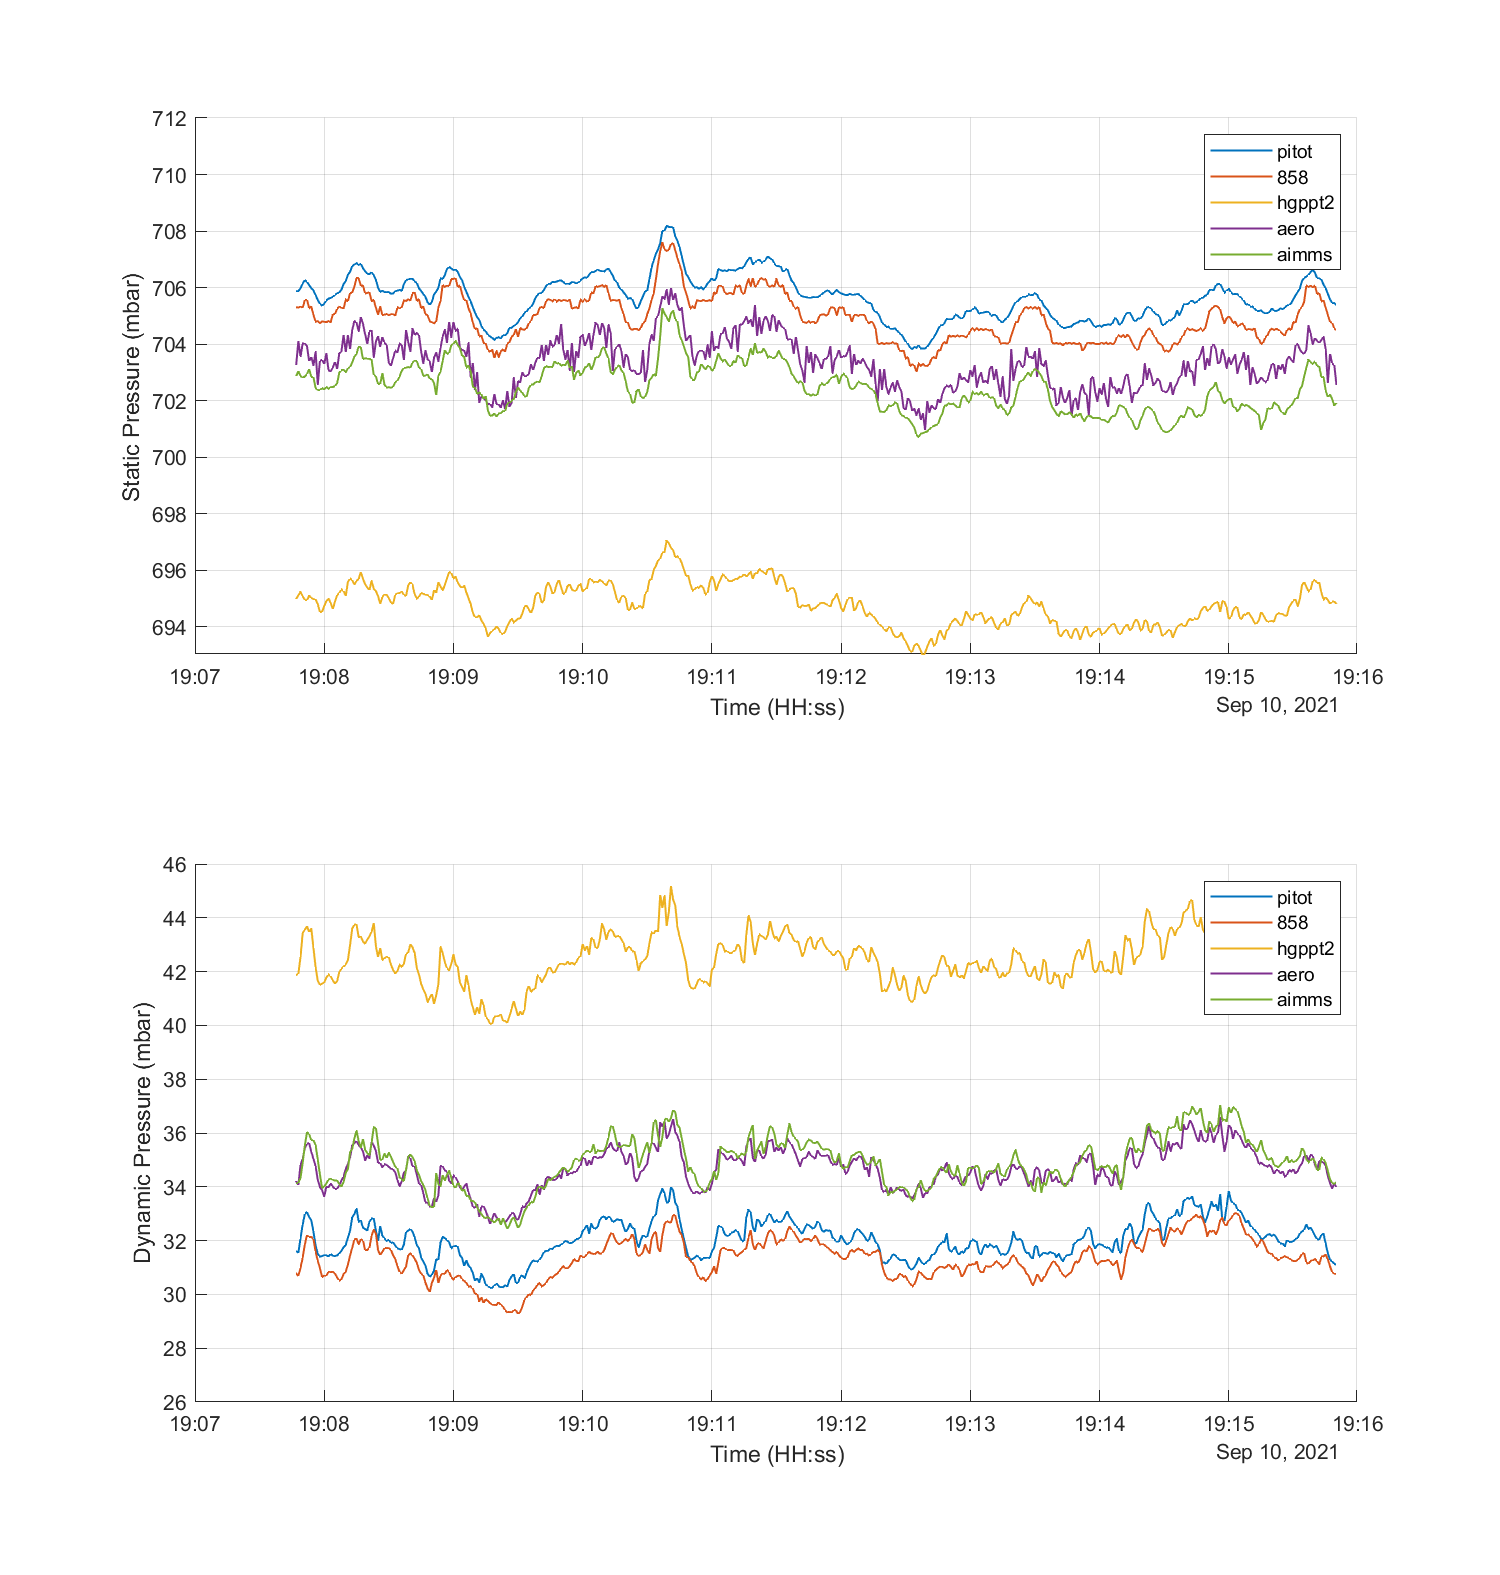 712
710
708
706
704
702
700
698
696
694
Static Pressure (mbar)
pitot
858
hgppt2
aero
aimms
19:07 19:08 19:09 19:10 19:11 19:12 19:13 19:14 19:15 19:16
Time (HH:ss)
Sep 10, 2021
46
44
42
40
38
36
34
32
30
28
26
Dynamic Pressure (mbar)
pitot
858
hgppt2
aero
aimms
19:07 19:08 19:09 19:10 19:11 19:12 19:13 19:14 19:15 19:16
Time (HH:ss)
Sep 10, 2021